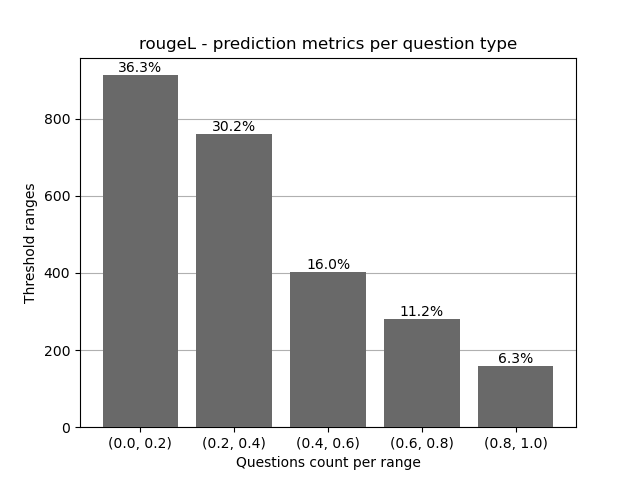 rougeL - prediction metrics per question type
36.3%
30.2%
16.0%
11.2%
6.3%
800
600
400
200
0
Threshold ranges
(0.0, 0.2) (0.2, 0.4) (0.4, 0.6) (0.6, 0.8) (0.8, 1.0)
Questions count per range